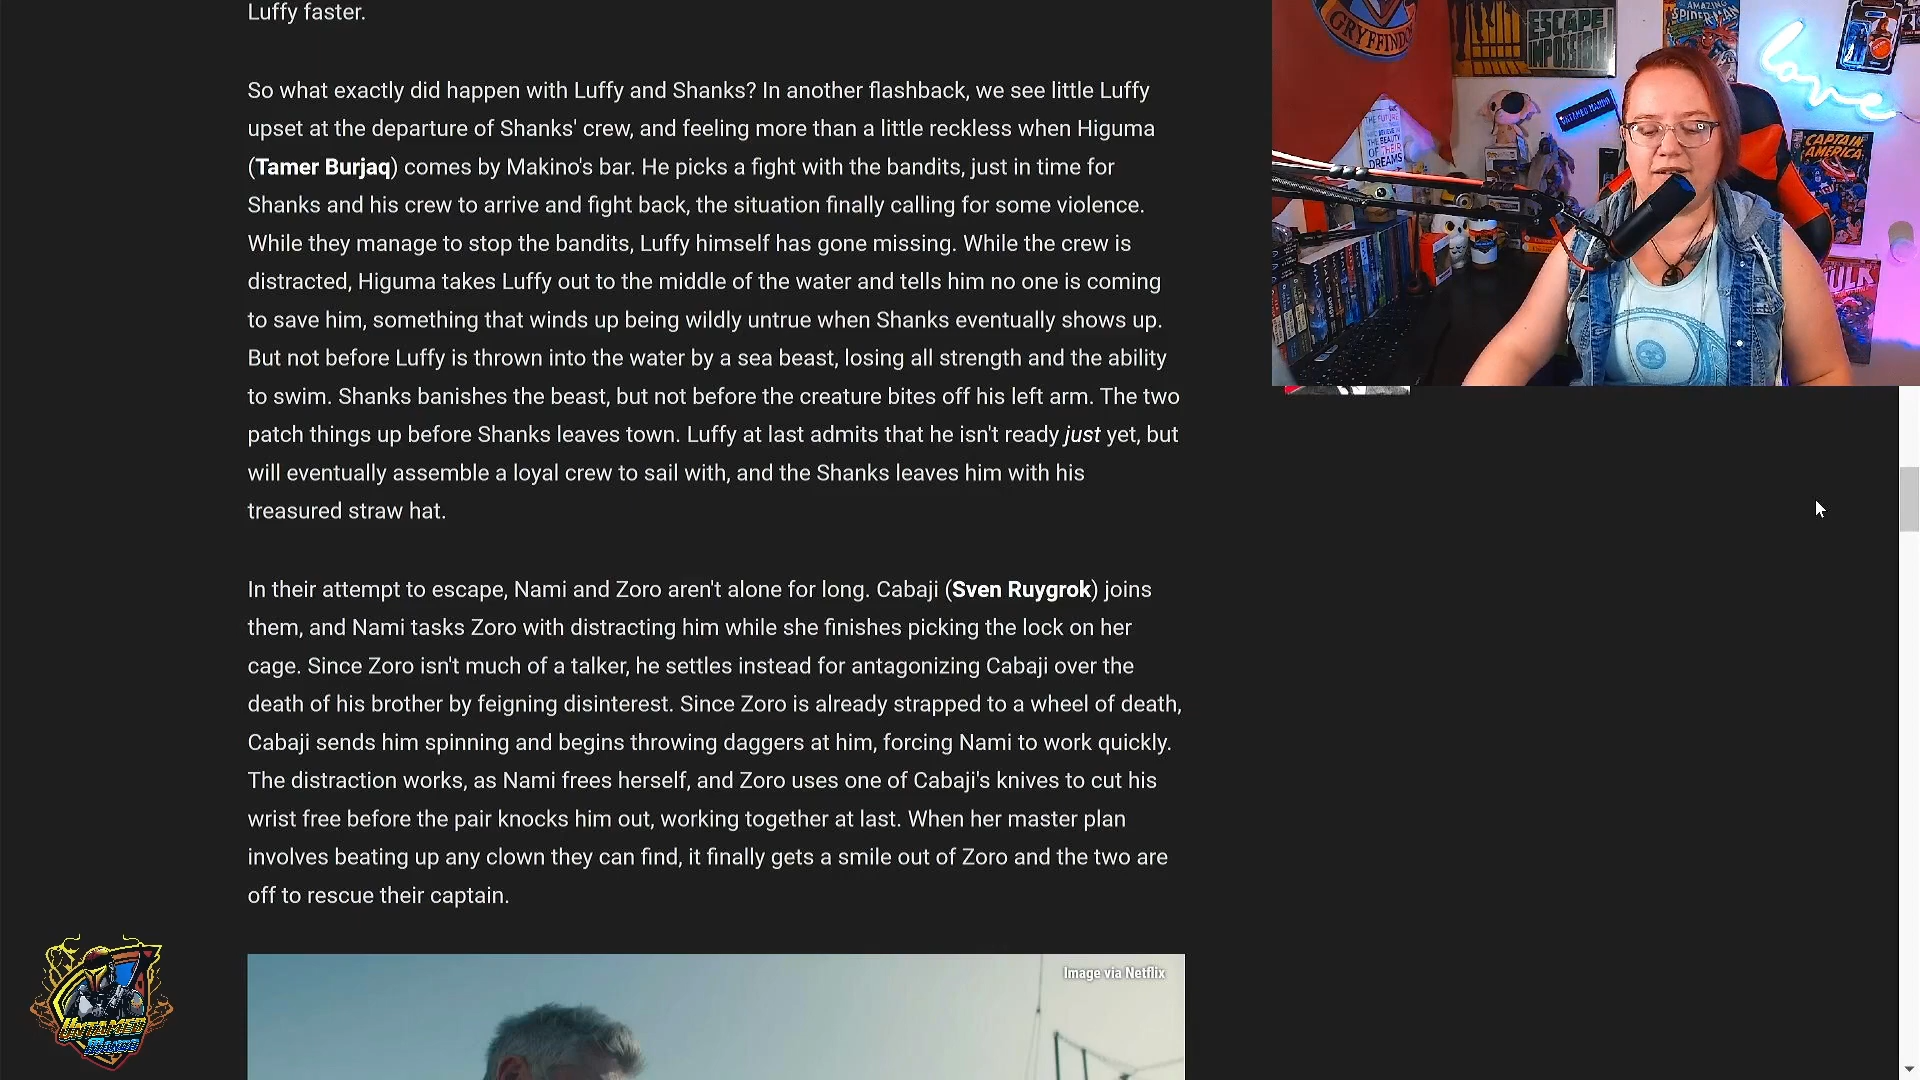 Luffy faster.
So what exactly did happen with Luffy and Shanks? In another flashback, we see little Luffy
upset at the departure of Shanks' crew, and feeling more than a little reckless when Higuma
(Tamer Burjaq) comes by Makino's bar. He picks a fight with the bandits, just in time for
Shanks and his crew to arrive and fight back, the situation finally calling for some violence.
While they manage to stop the bandits, Luffy himself has gone missing. While the crew is
distracted, Higuma takes Luffy out to the middle of the water and tells him no one is coming
to save him, something that winds up being wildly untrue when Shanks eventually shows up.
But not before Luffy is thrown into the water by a sea beast, losing all strength and the ability
to swim. Shanks banishes the beast, but not before the creature bites off his left arm. The two
patch things up before Shanks leaves town. Luffy at last admits that he isn't ready just yet, but
will eventually assemble a loyal crew to sail with, and the Shanks leaves him with his
treasured straw hat.
In their attempt to escape, Nami and Zoro aren't alone for long. Cabaji (Sven Ruygrok) joins
them, and Nami tasks Zoro with distracting him while she finishes picking the lock on her
cage. Since Zoro isn't much of a talker, he settles instead for antagonizing Cabaji over the
death of his brother by feigning disinterest. Since Zoro is already strapped to a wheel of death,
Cabaji sends him spinning and begins throwing daggers at him, forcing Nami to work quickly.
The distraction works, as Nami frees herself, and Zoro uses one of Cabaji's knives to cut his
wrist free before the pair knocks him out, working together at last. When her master plan
involves beating up any clown they can find, it finally gets a smile out of Zoro and the two are
off to rescue their captain.
Image via Netflix
GRYFFINDO
ESCAPE
IMPOSSIBLE
AMAZING
SPIDER-MAN
love
THE FUTURE
BEAUTY
OF THEIR
DREAMS
UNTAMED MANDO
CAPTAIN
AMERICA
HULK
UNTAMED
MANDO